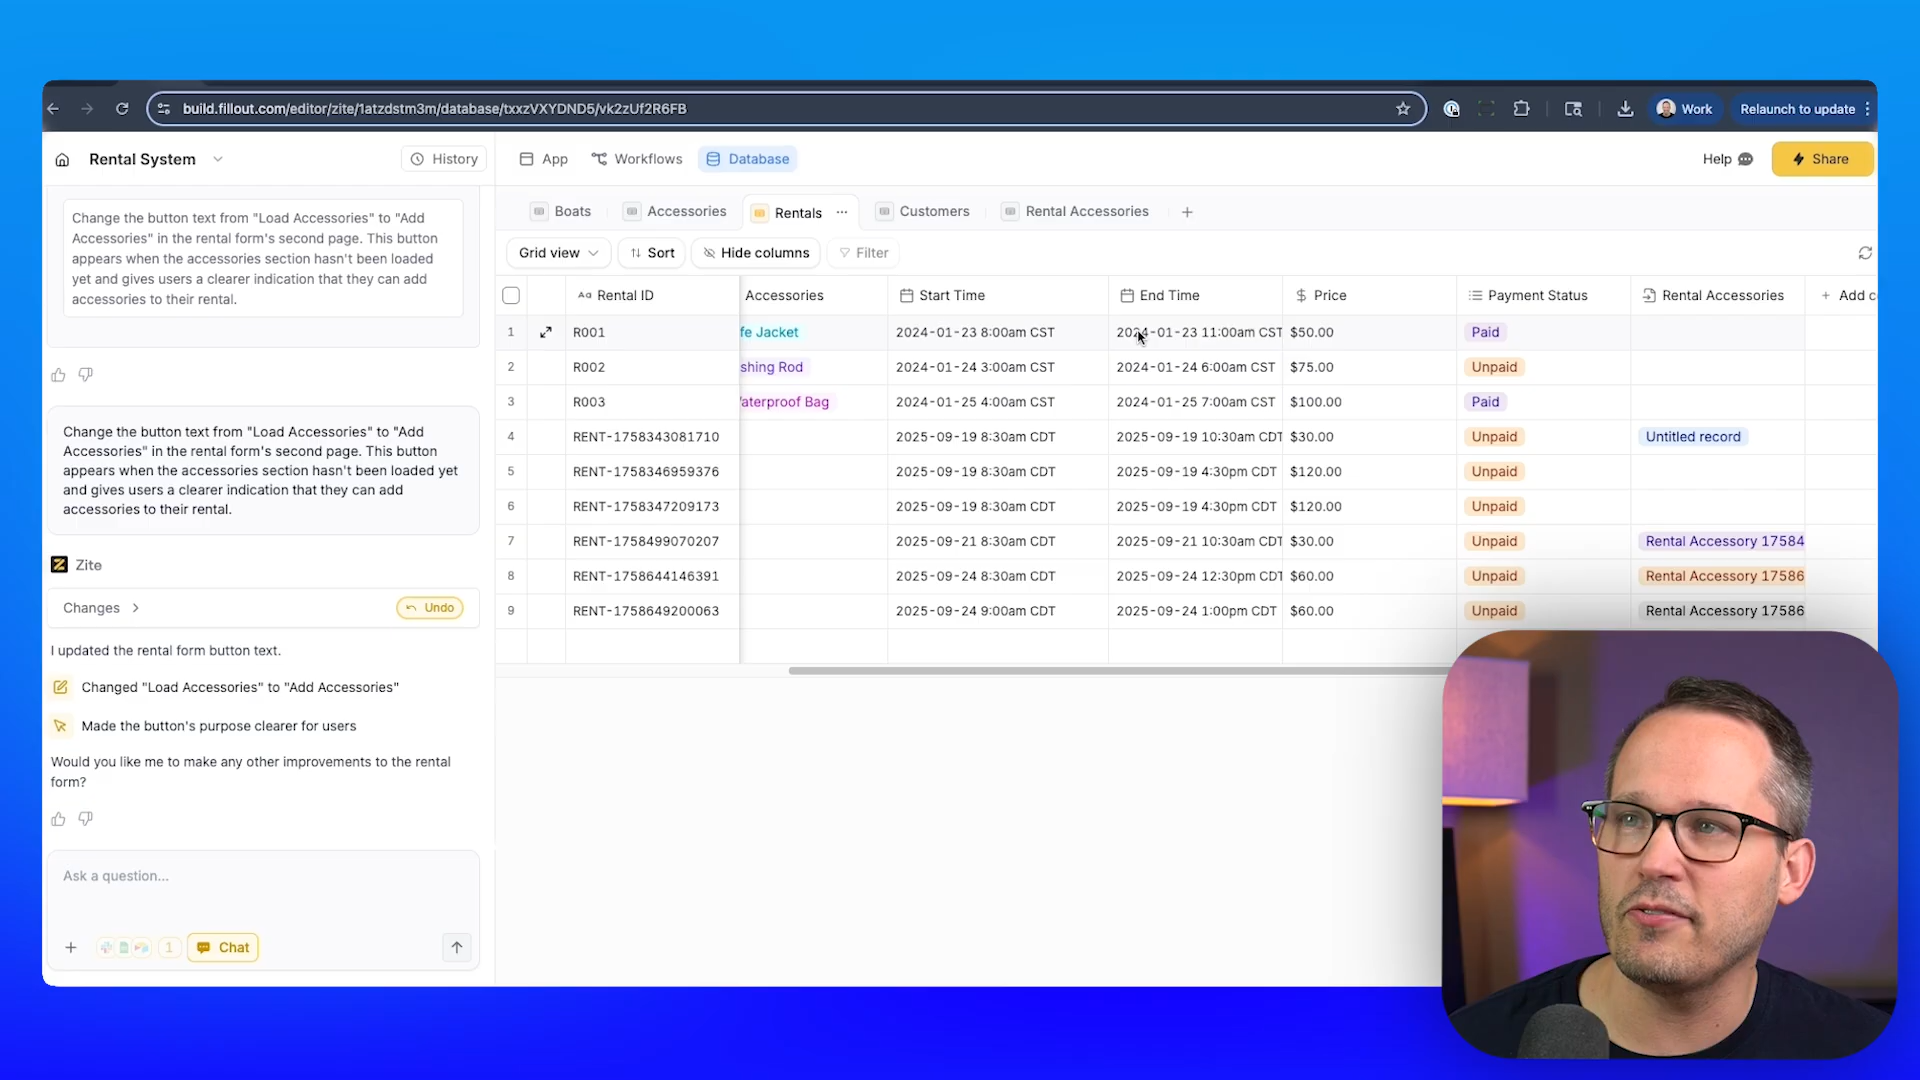 build.fillout.com/editor/zite/1atzdstm3m/database/txxzVXYDND5/vk2zUf2R6FB
Work
Relaunch to update
Rental System
History
App
Workflows
Database
Help
Share
Change the button text from "Load Accessories" to "Add
Accessories" in the rental form's second page. This button
appears when the accessories section hasn't been loaded
yet and gives users a clearer indication that they can add
accessories to their rental.
Change the button text from "Load Accessories" to "Add
Accessories" in the rental form's second page. This button
appears when the accessories section hasn't been loaded yet
and gives users a clearer indication that they can add
accessories to their rental.
Zite
Changes
Undo
I updated the rental form button text.
Changed "Load Accessories" to "Add Accessories"
Made the button's purpose clearer for users
Would you like me to make any other improvements to the rental
form?
Ask a question...
1
Chat
Boats
Accessories
Rentals
Customers
Rental Accessories
Grid view
Sort
Hide columns
Filter
Rental ID Accessories Start Time End Time Price Payment Status Rental Accessories Add c
1 R001 fe Jacket 2024-01-23 8:00am CST 2024-01-23 11:00am CST $50.00 Paid
2 R002 shing Rod 2024-01-24 3:00am CST 2024-01-24 6:00am CST $75.00 Unpaid
3 R003 aterproof Bag 2024-01-25 4:00am CST 2024-01-25 7:00am CST $100.00 Paid
4 RENT-1758343081710 2025-09-19 8:30am CDT 2025-09-19 10:30am CDT $30.00 Unpaid Untitled record
5 RENT-1758346959376 2025-09-19 8:30am CDT 2025-09-19 4:30pm CDT $120.00 Unpaid
6 RENT-1758347209173 2025-09-19 8:30am CDT 2025-09-19 4:30pm CDT $120.00 Unpaid
7 RENT-1758499070207 2025-09-21 8:30am CDT 2025-09-21 10:30am CDT $30.00 Unpaid Rental Accessory 17584
8 RENT-1758644146391 2025-09-24 8:30am CDT 2025-09-24 12:30pm CDT $60.00 Unpaid Rental Accessory 17586
9 RENT-1758649200063 2025-09-24 9:00am CDT 2025-09-24 1:00pm CDT $60.00 Unpaid Rental Accessory 17586